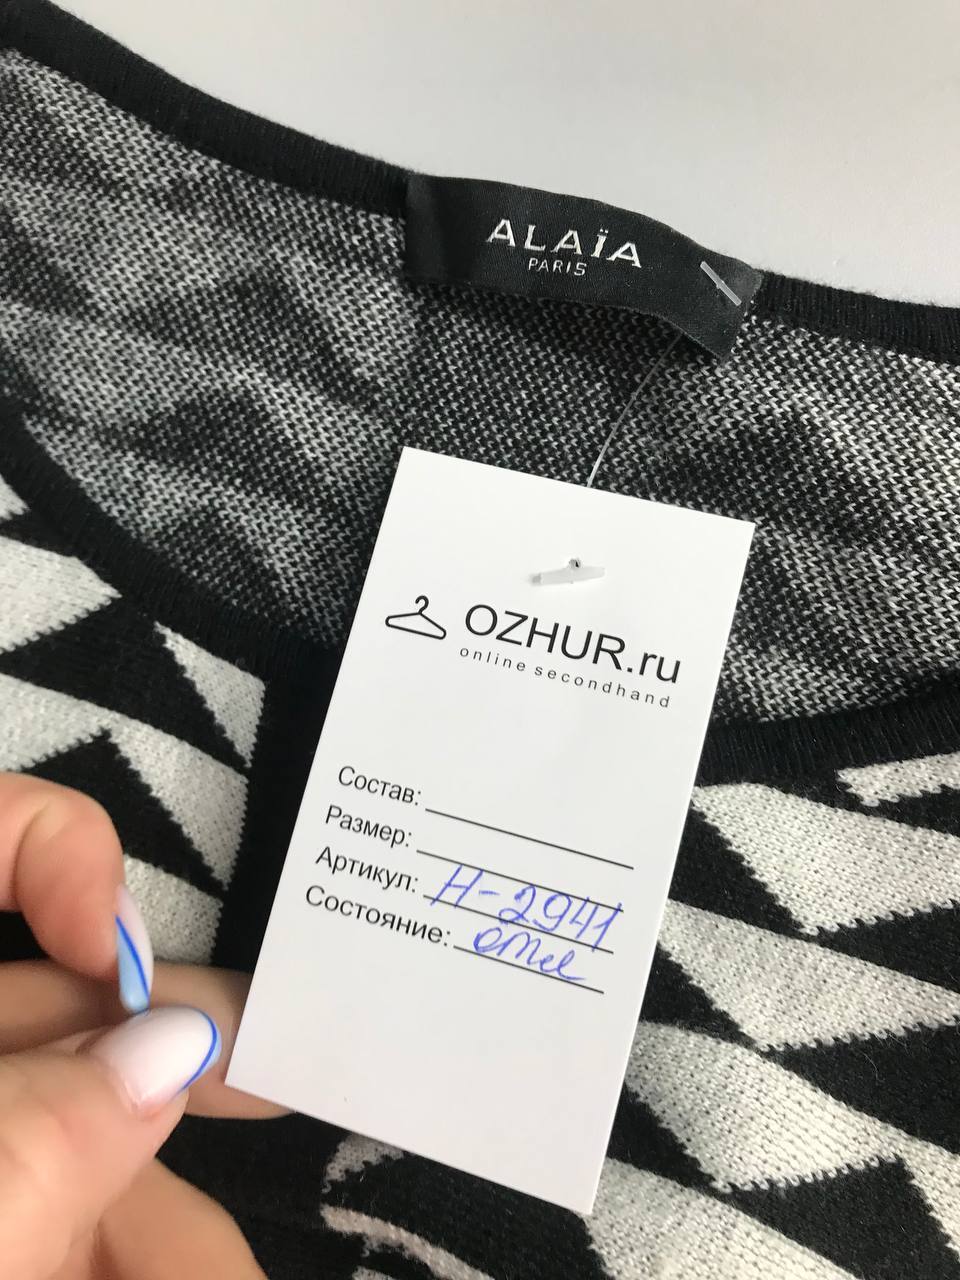 ALAÏA
PARIS
OZHUR.ru
online secondhand
Состав:
Размер:
Артикул: Н-2941
Состояние: отл